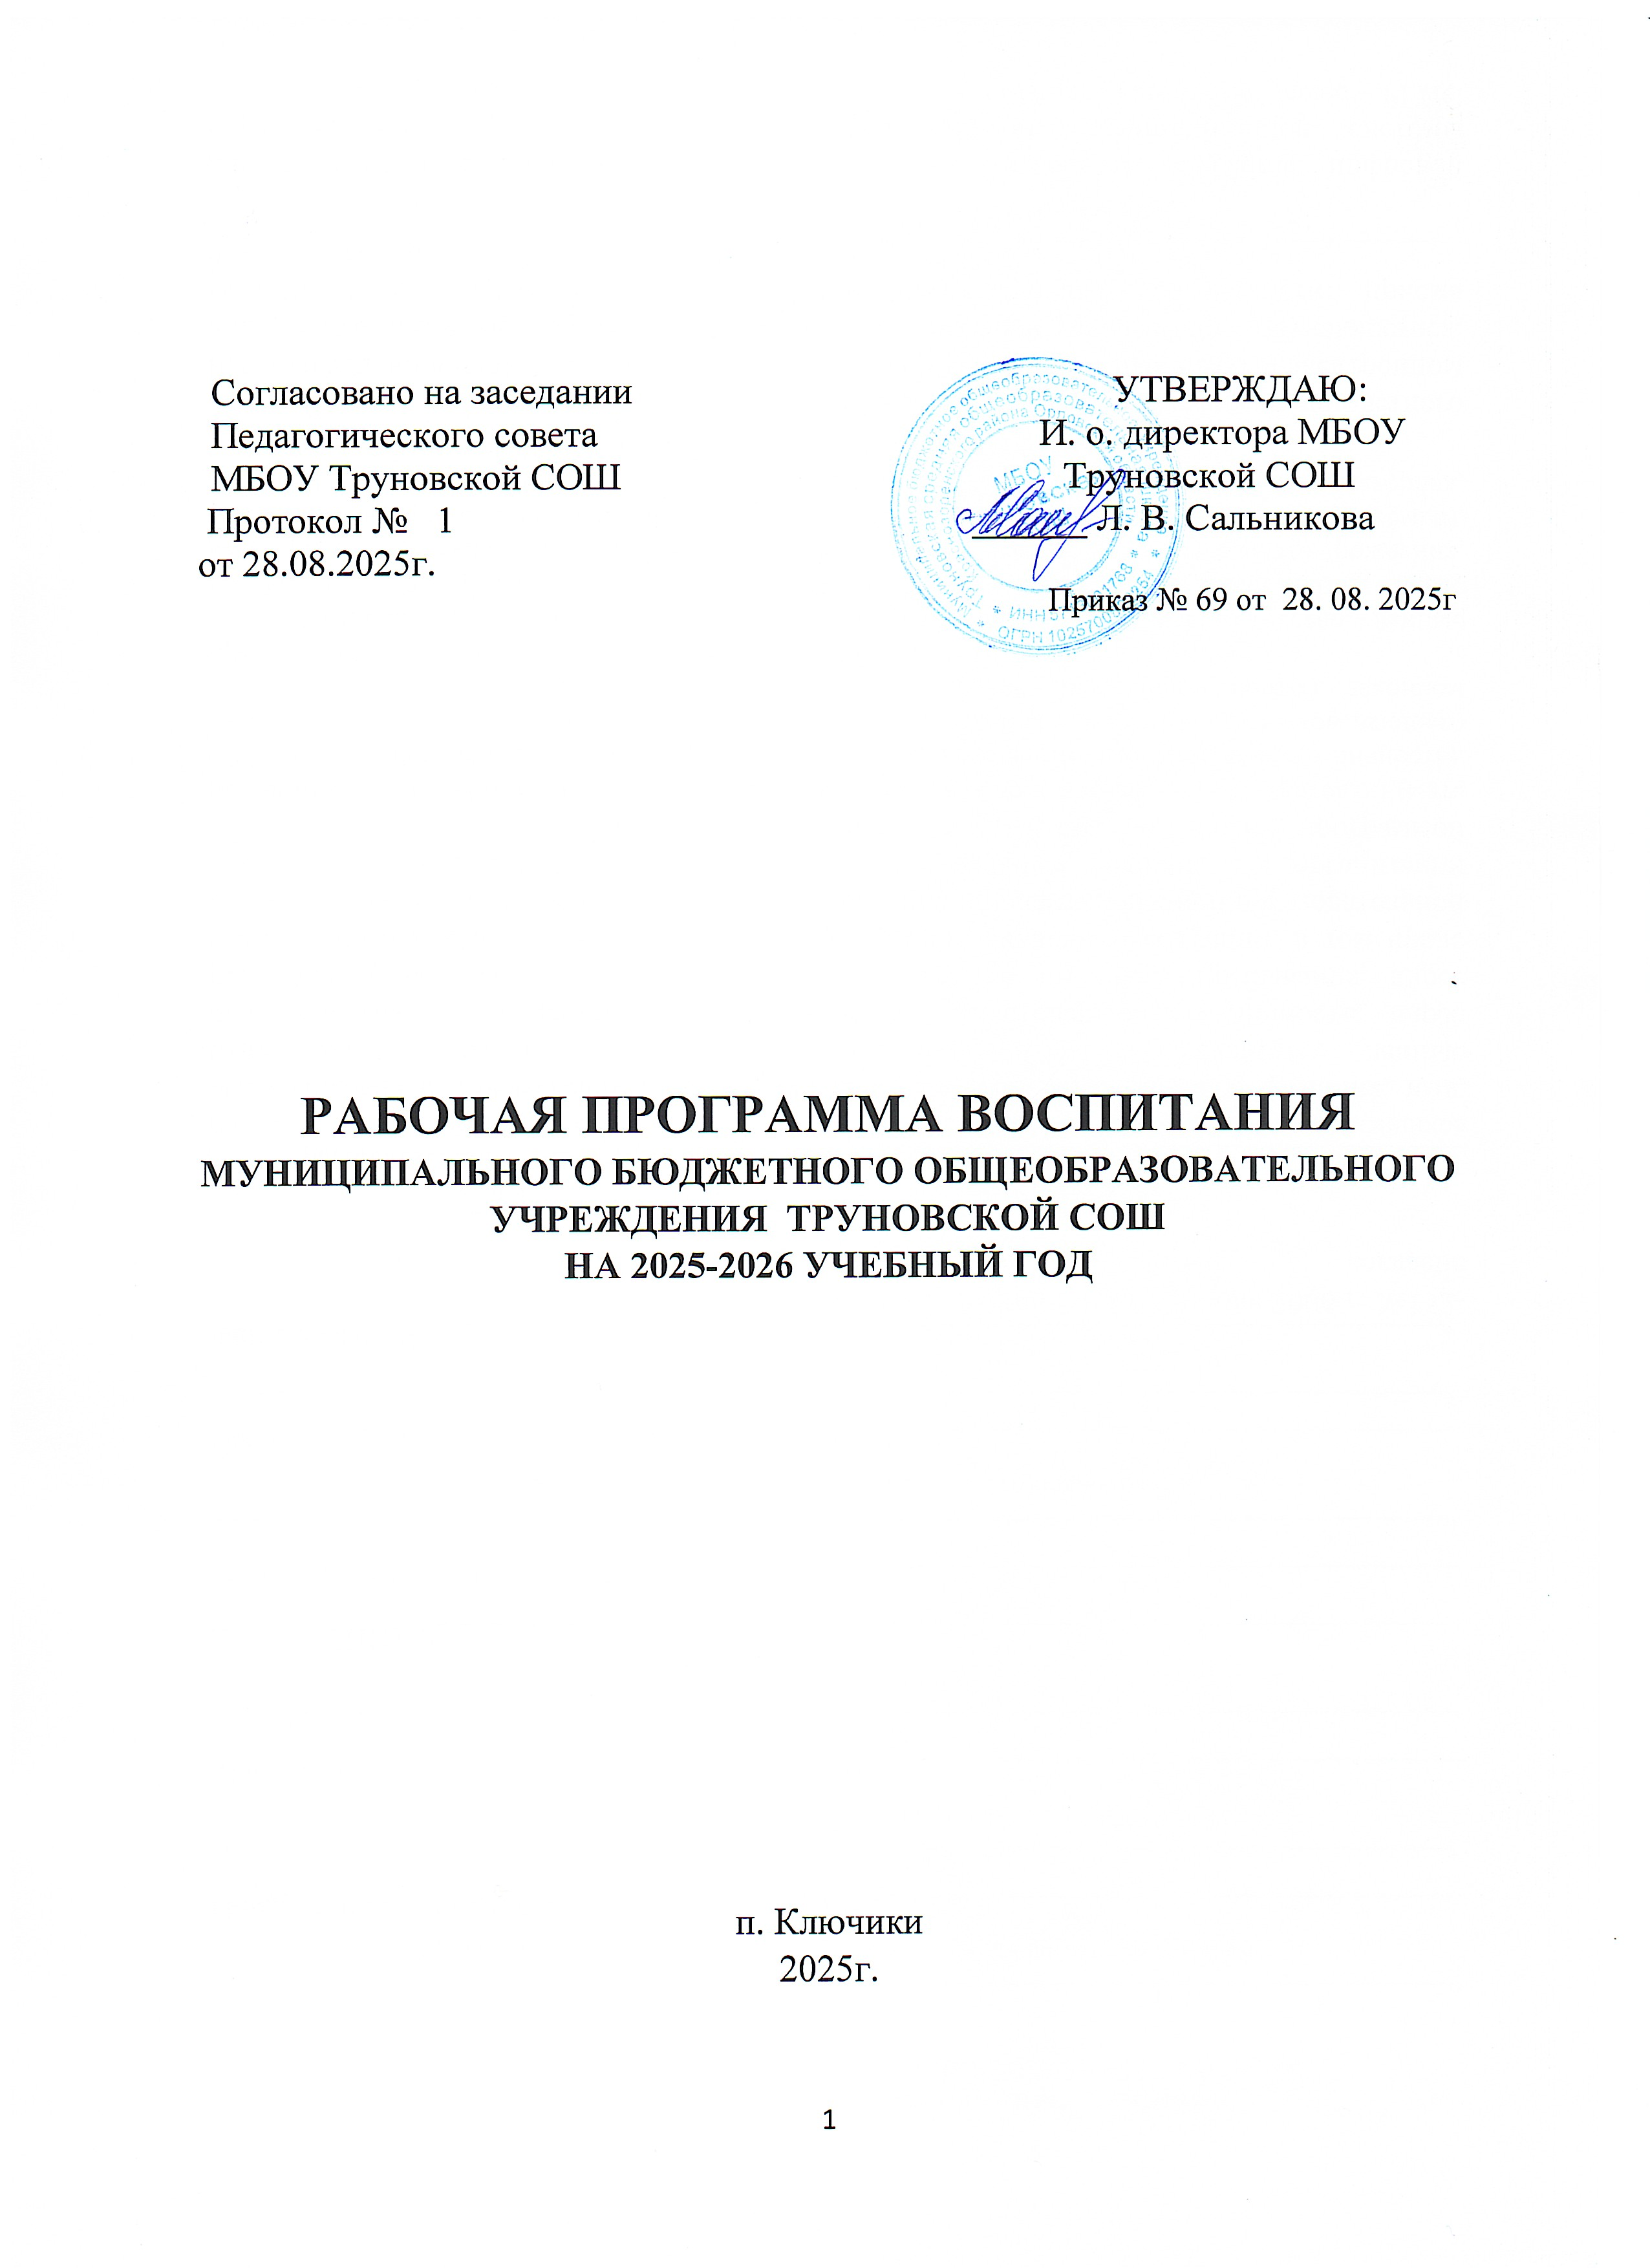 Согласовано на заседании
Педагогического совета
МБОУ Труновской СОШ
Протокол № 1
от 28.08.2025г.
УТВЕРЖДАЮ:
И. о. директора МБОУ
Труновской СОШ
Л. В. Сальникова
Приказ № 69 от 28. 08. 2025г
МБОУ
РАБОЧАЯ ПРОГРАММА ВОСПИТАНИЯ
МУНИЦИПАЛЬНОГО БЮДЖЕТНОГО ОБЩЕОБРАЗОВАТЕЛЬНОГО
УЧРЕЖДЕНИЯ ТРУНОВСКОЙ СОШ
НА 2025-2026 УЧЕБНЫЙ ГОД
п. Ключики
2025г.
1